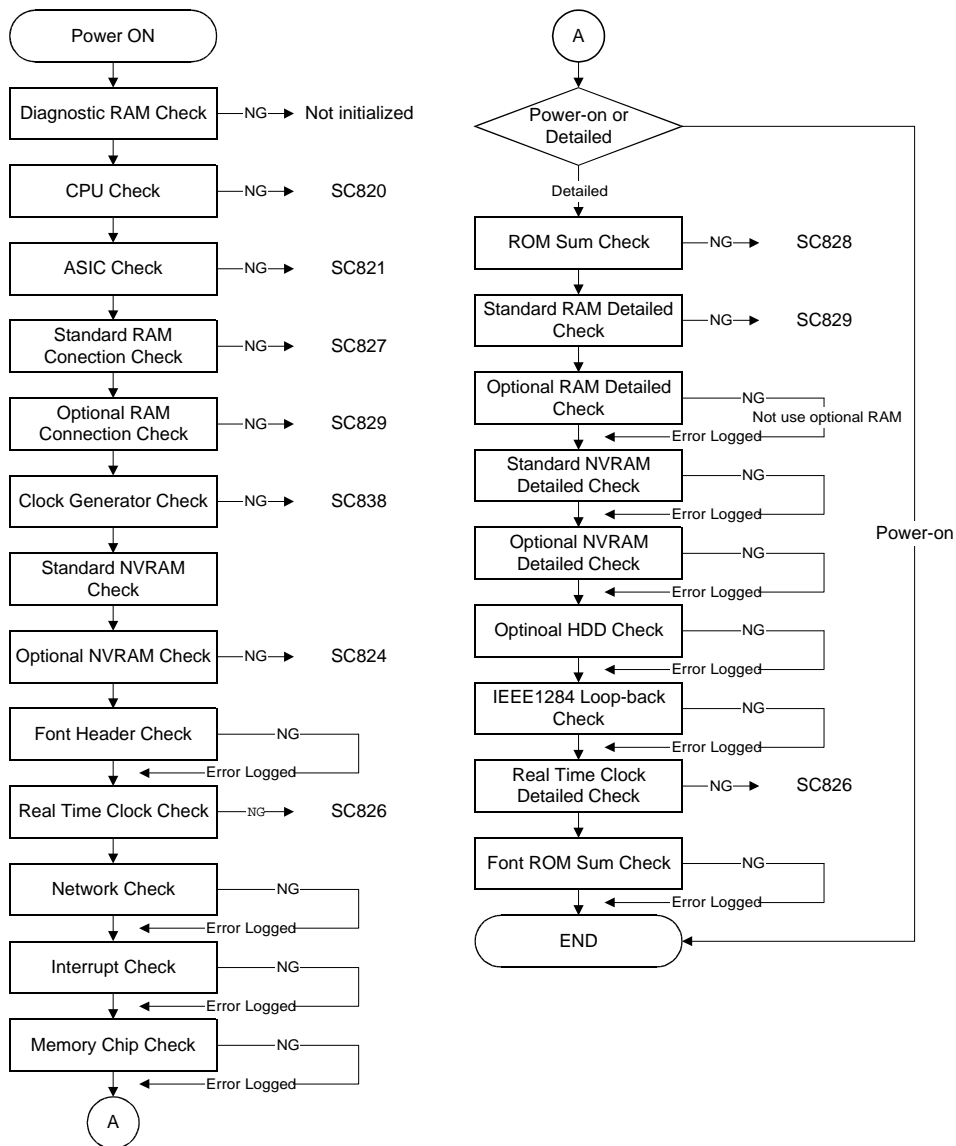 Power ON
Diagnostic RAM Check
NG
Not initialized
CPU Check
NG
SC820
ASIC Check
NG
SC821
Standard RAM
Conection Check
NG
SC827
Optional RAM
Connection Check
NG
SC829
Clock Generator Check
NG
SC838
Standard NVRAM
Check
Optional NVRAM Check
NG
SC824
Font Header Check
NG
Error Logged
Real Time Clock Check
NG
SC826
Network Check
NG
Error Logged
Interrupt Check
NG
Error Logged
Memory Chip Check
NG
Error Logged
A
A
Power-on or
Detailed
Detailed
Power-on
ROM Sum Check
NG
SC828
Standard RAM Detailed
Check
NG
SC829
Optional RAM Detailed
Check
NG
Not use optional RAM
Error Logged
Standard NVRAM
Detailed Check
NG
Error Logged
Optional NVRAM
Detailed Check
NG
Error Logged
Optinoal HDD Check
NG
Error Logged
IEEE1284 Loop-back
Check
NG
Error Logged
Real Time Clock
Detailed Check
NG
SC826
Font ROM Sum Check
NG
Error Logged
END